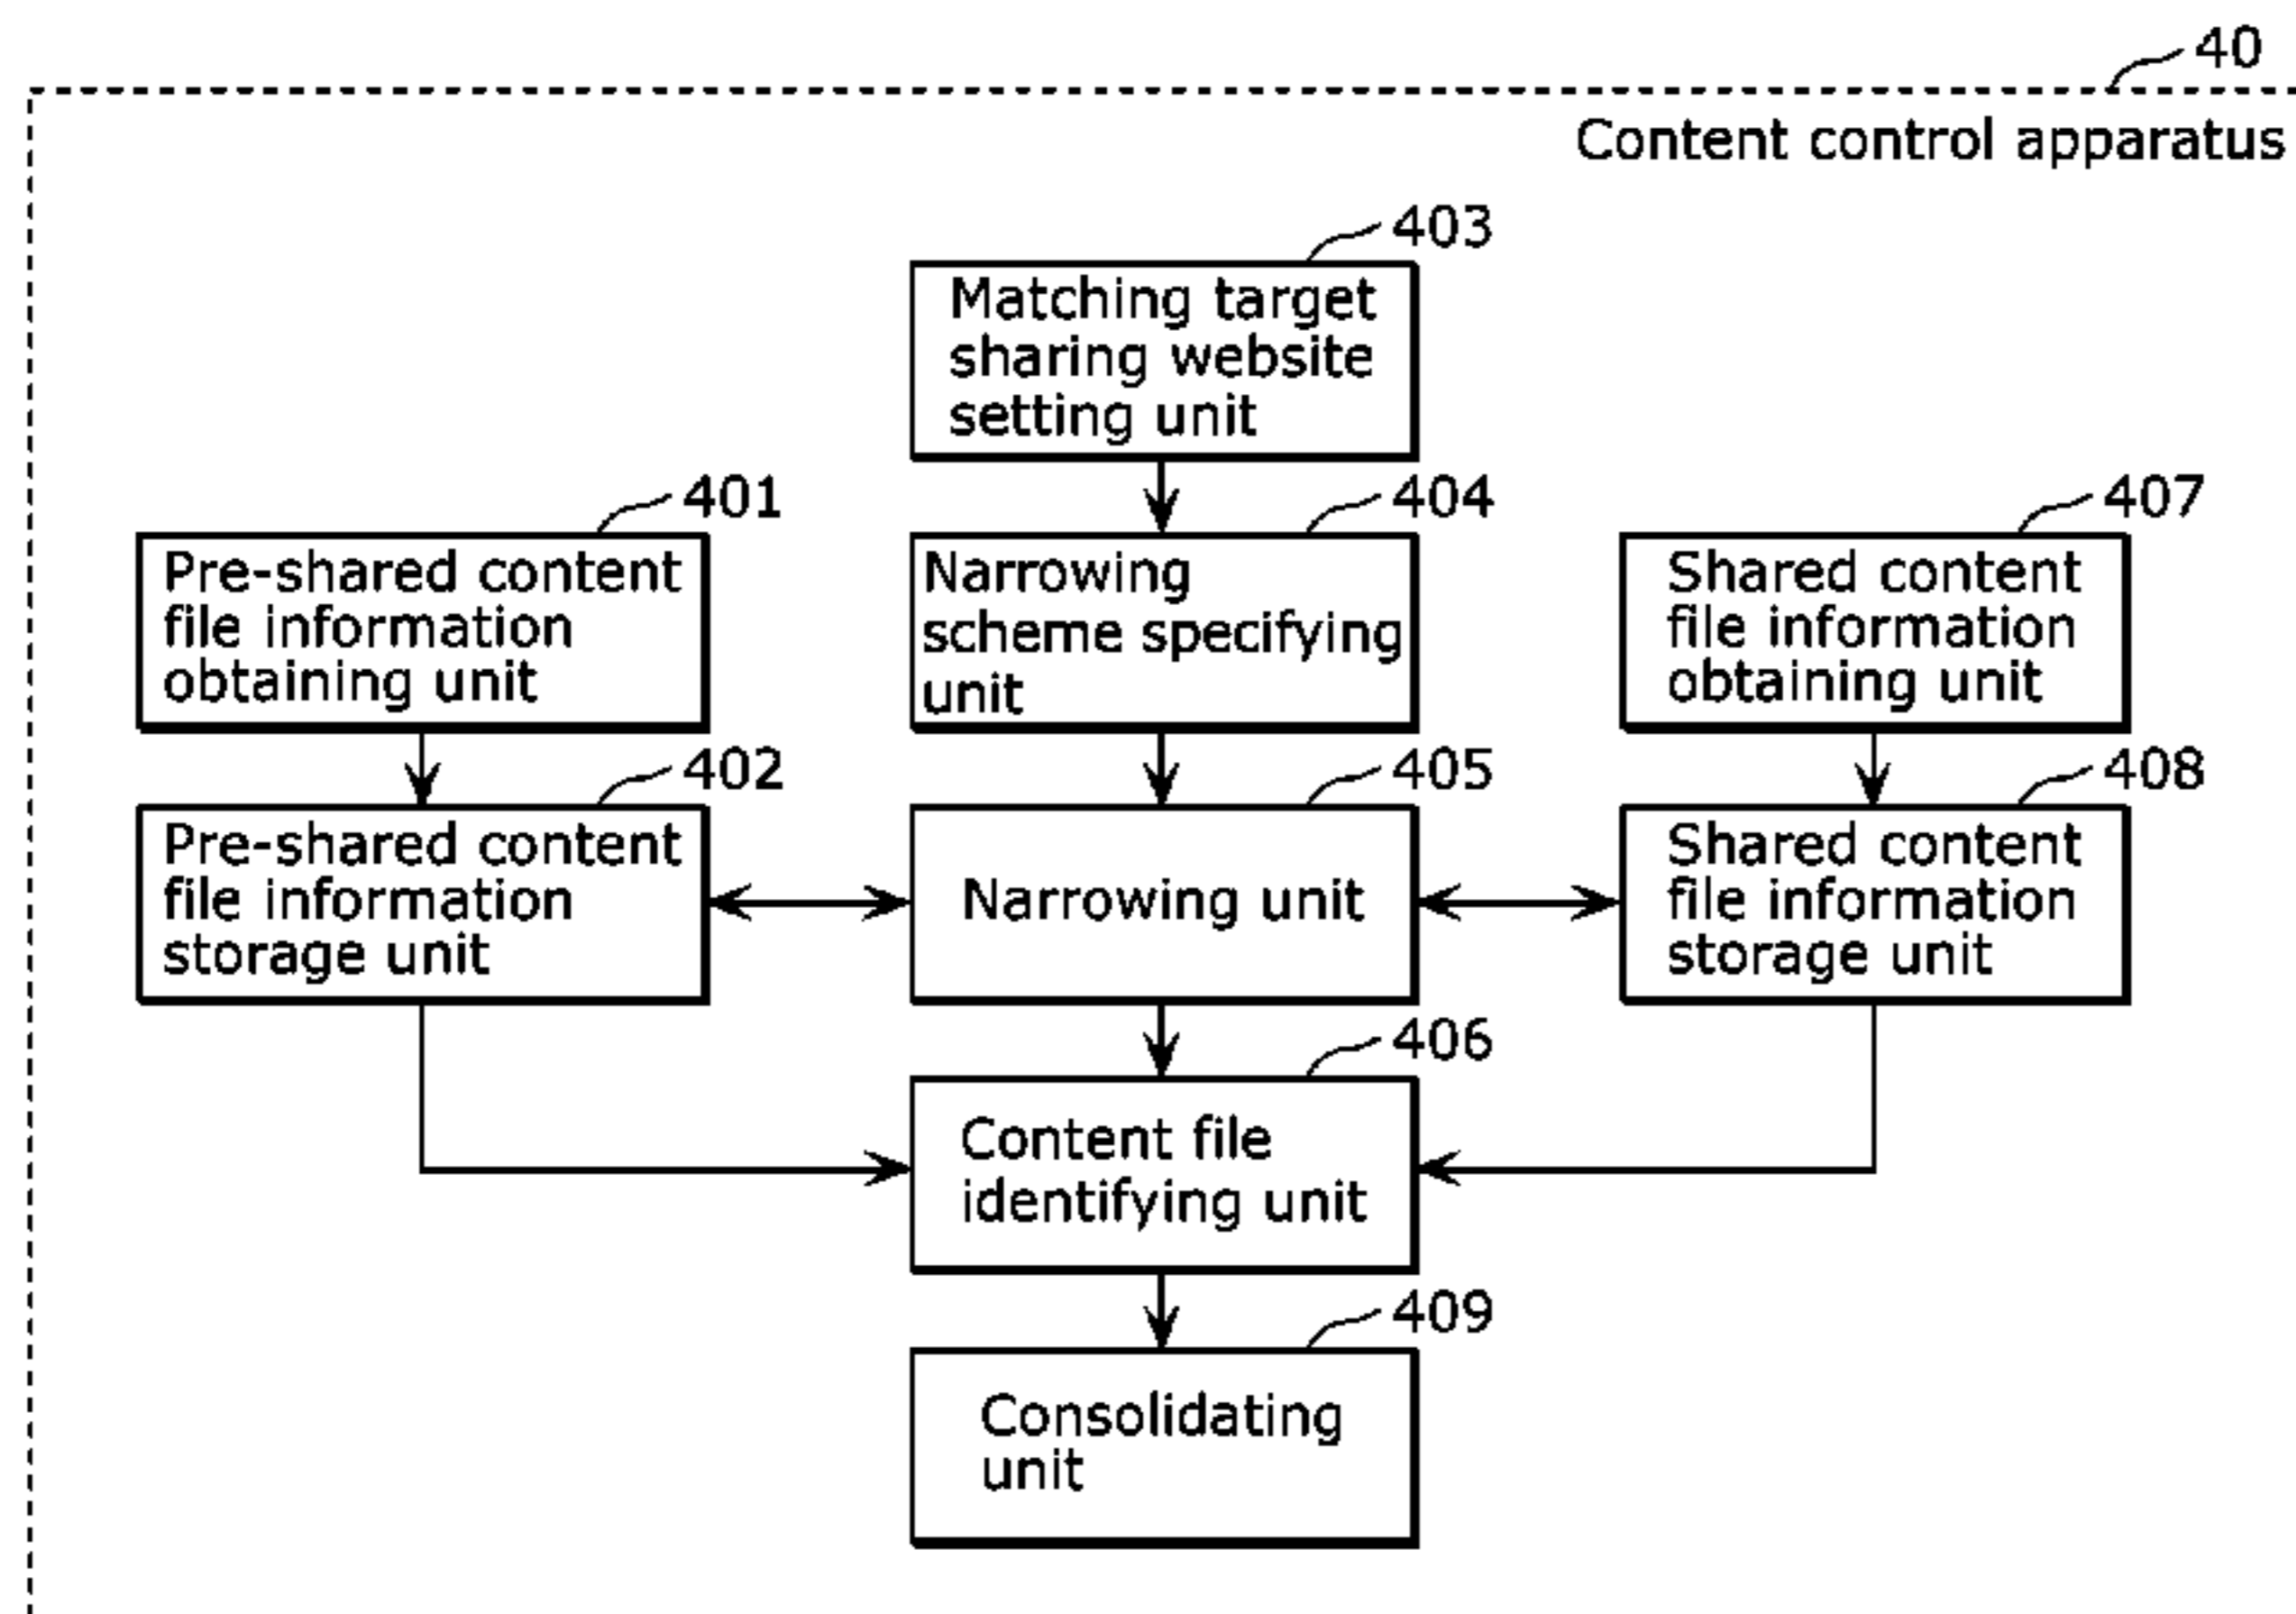 40
Content control apparatus
403
Matching target
sharing website
setting unit
401
Pre-shared content
file information
obtaining unit
404
Narrowing
scheme specifying
unit
407
Shared content
file information
obtaining unit
402
Pre-shared content
file information
storage unit
405
Narrowing unit
408
Shared content
file information
storage unit
406
Content file
identifying unit
409
Consolidating
unit